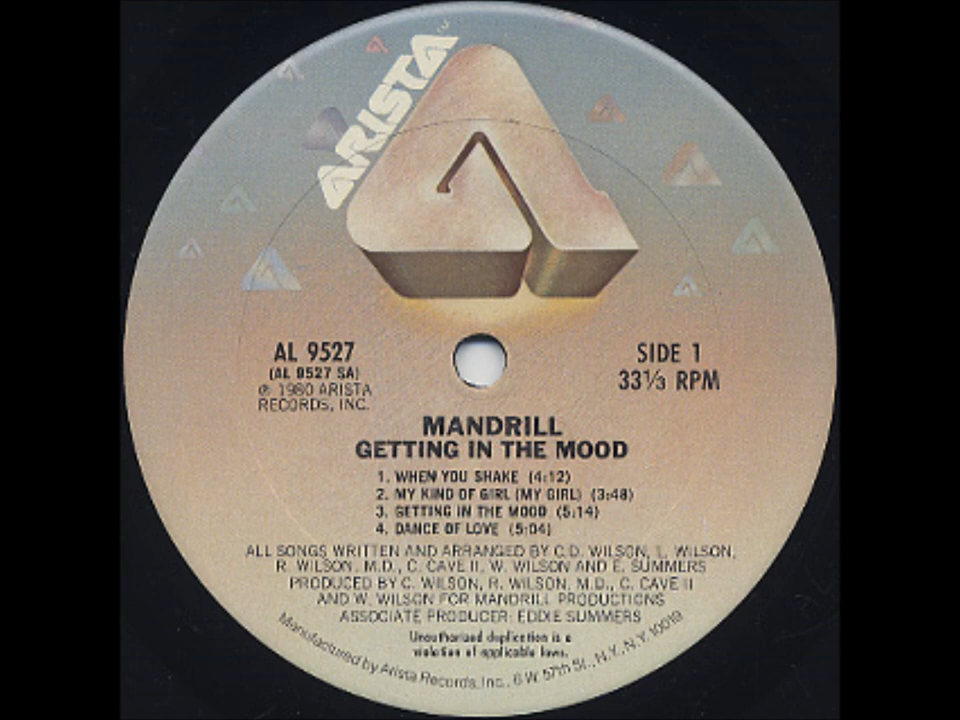 ARISTA
AL 9527
(AL 9527 SA)
℗ 1980 ARISTA
RECORDS, INC.
SIDE 1
33⅓ RPM
MANDRILL
GETTING IN THE MOOD
1. WHEN YOU SHAKE (4:12)
2. MY KIND OF GIRL (MY GIRL) (3:48)
3. GETTING IN THE MOOD (5:14)
4. DANCE OF LOVE (5:04)
ALL SONGS WRITTEN AND ARRANGED BY C.D. WILSON, L. WILSON,
R. WILSON. M.D., C. CAVE II, W. WILSON AND E. SUMMERS
PRODUCED BY C. WILSON, R. WILSON, M.D., C. CAVE II
AND W. WILSON FOR MANDRILL PRODUCTIONS
ASSOCIATE PRODUCER: EDDIE SUMMERS
Unauthorized duplication is a
violation of applicable laws.
Manufactured by Arista Records, Inc., 6 W. 57th St., N.Y., N.Y. 10019